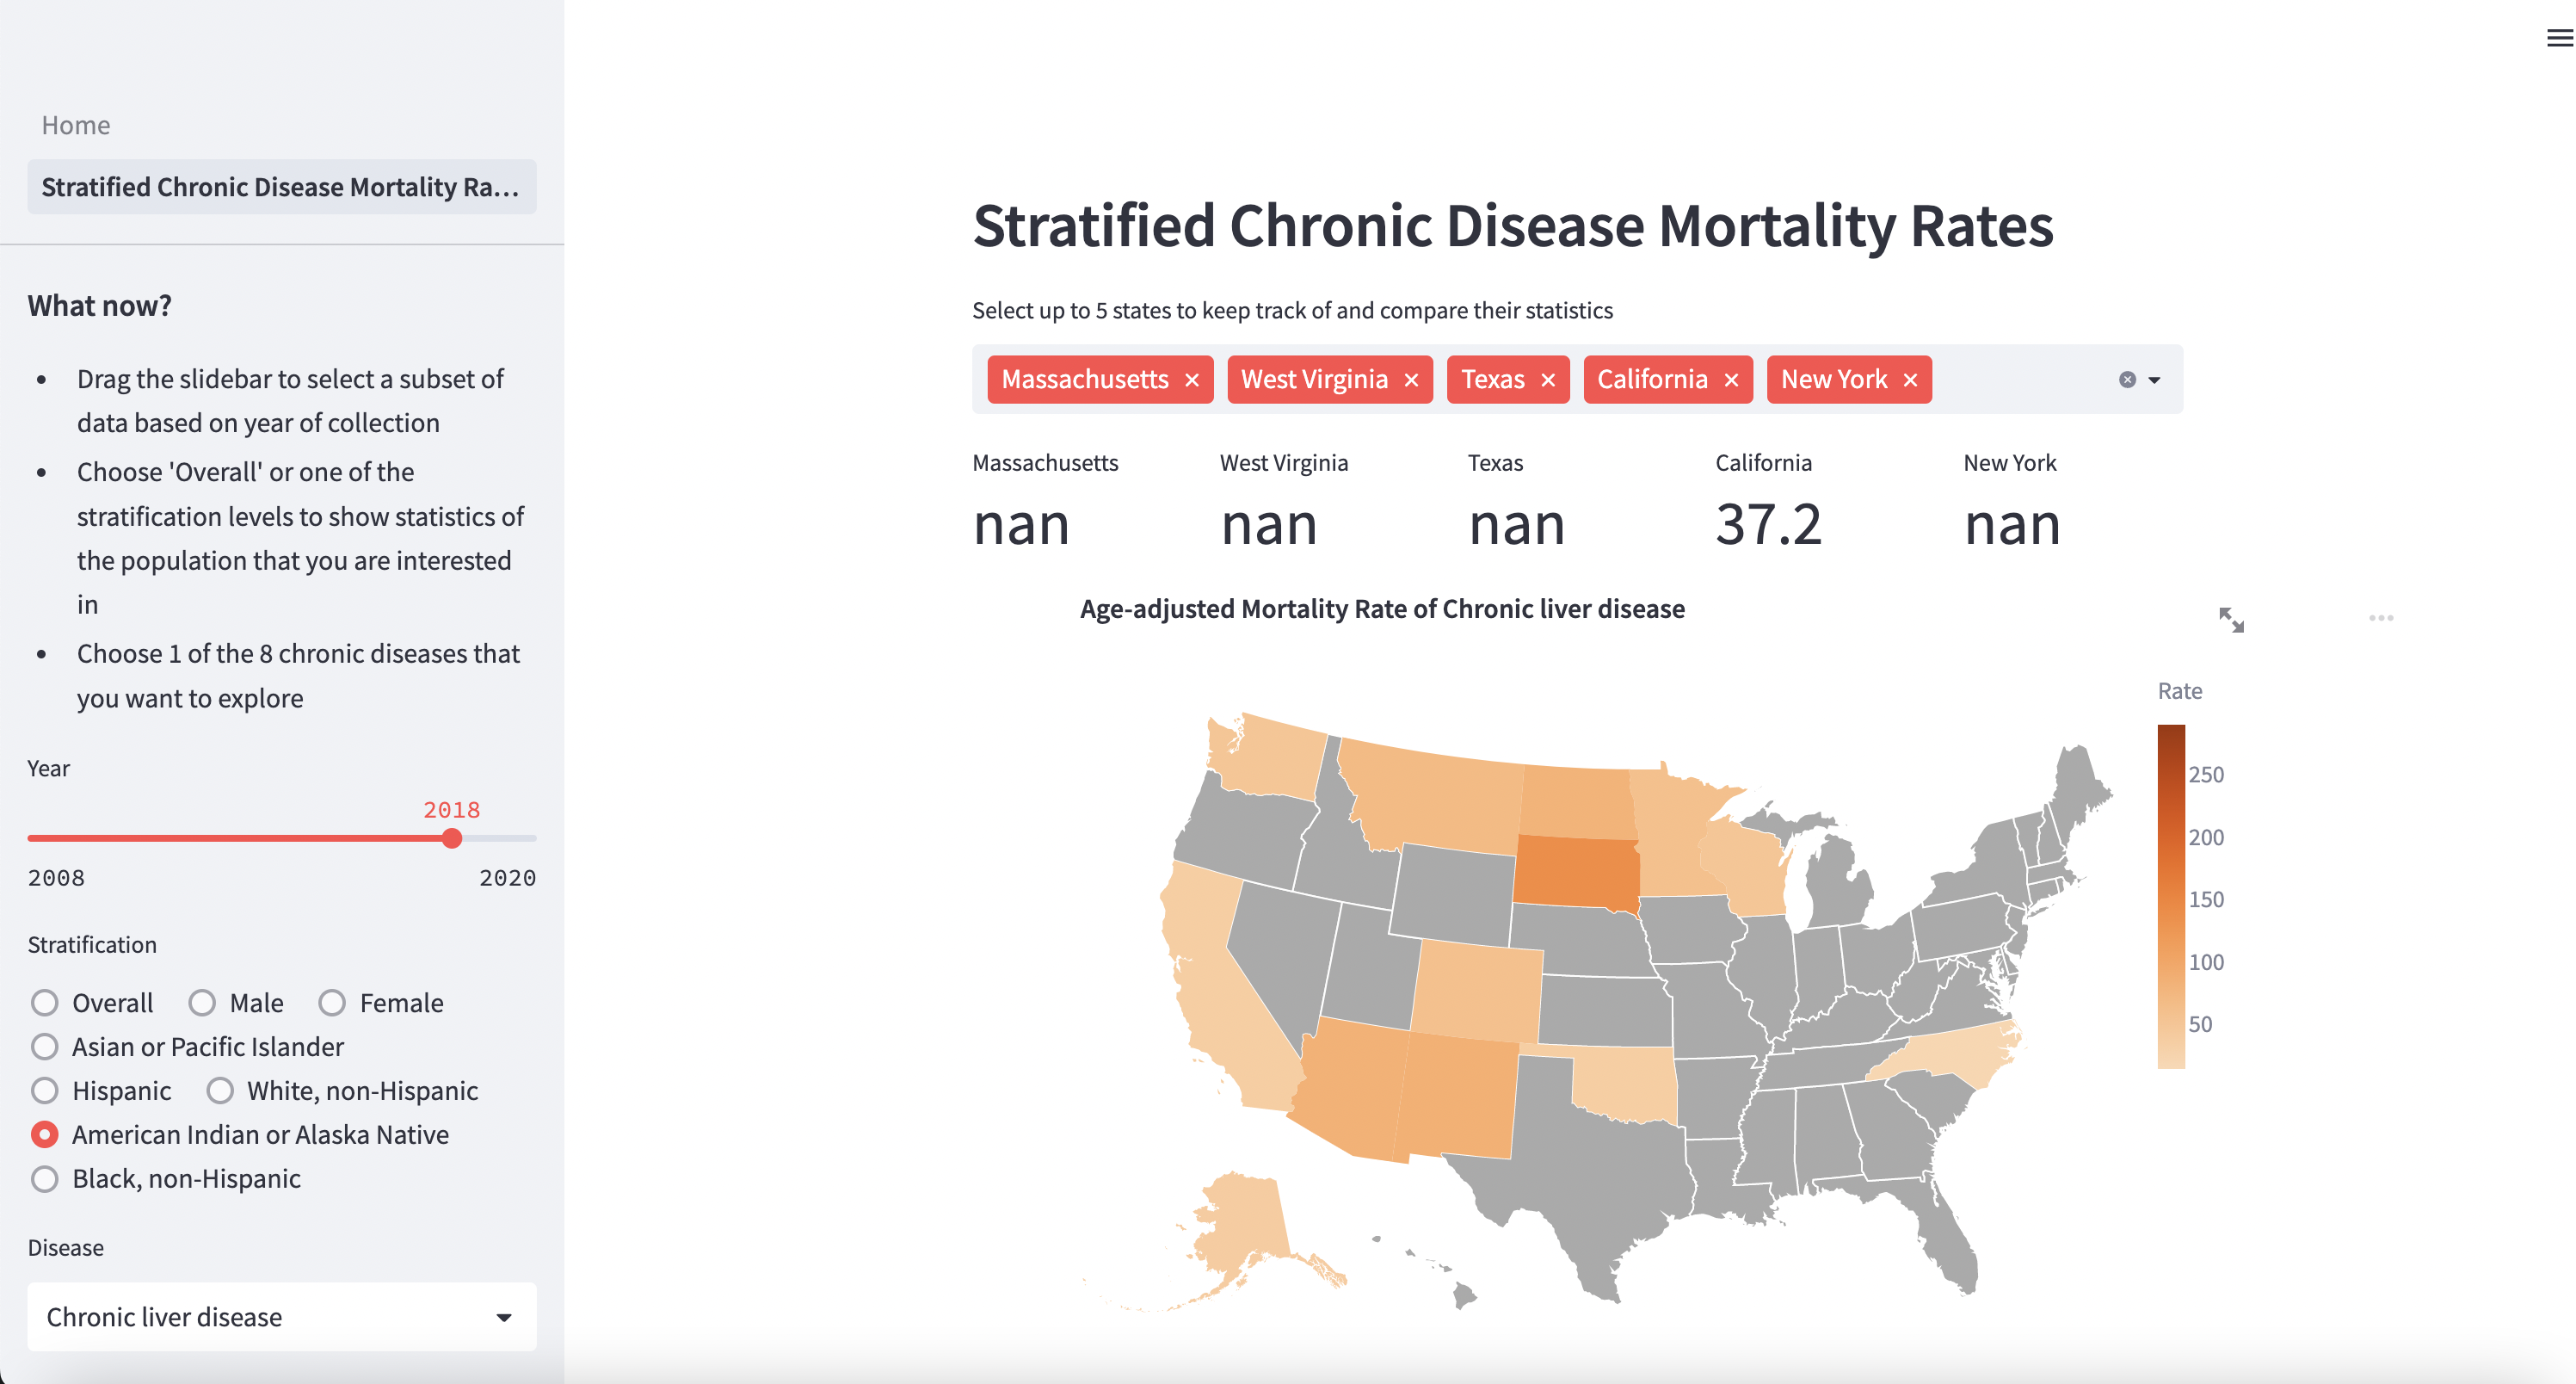 Home
Stratified Chronic Disease Mortality Ra...
What now?
Drag the slidebar to select a subset of
data based on year of collection
Choose 'Overall' or one of the
stratification levels to show statistics of
the population that you are interested
in
Choose 1 of the 8 chronic diseases that
you want to explore
Year
2018
2008 2020
Stratification
Overall Male Female
Asian or Pacific Islander
Hispanic White, non-Hispanic
American Indian or Alaska Native
Black, non-Hispanic
Disease
Chronic liver disease
Stratified Chronic Disease Mortality Rates
Select up to 5 states to keep track of and compare their statistics
Massachusetts West Virginia Texas California New York
Massachusetts West Virginia Texas California New York
nan nan nan 37.2 nan
Age-adjusted Mortality Rate of Chronic liver disease
Rate
250
200
150
100
50